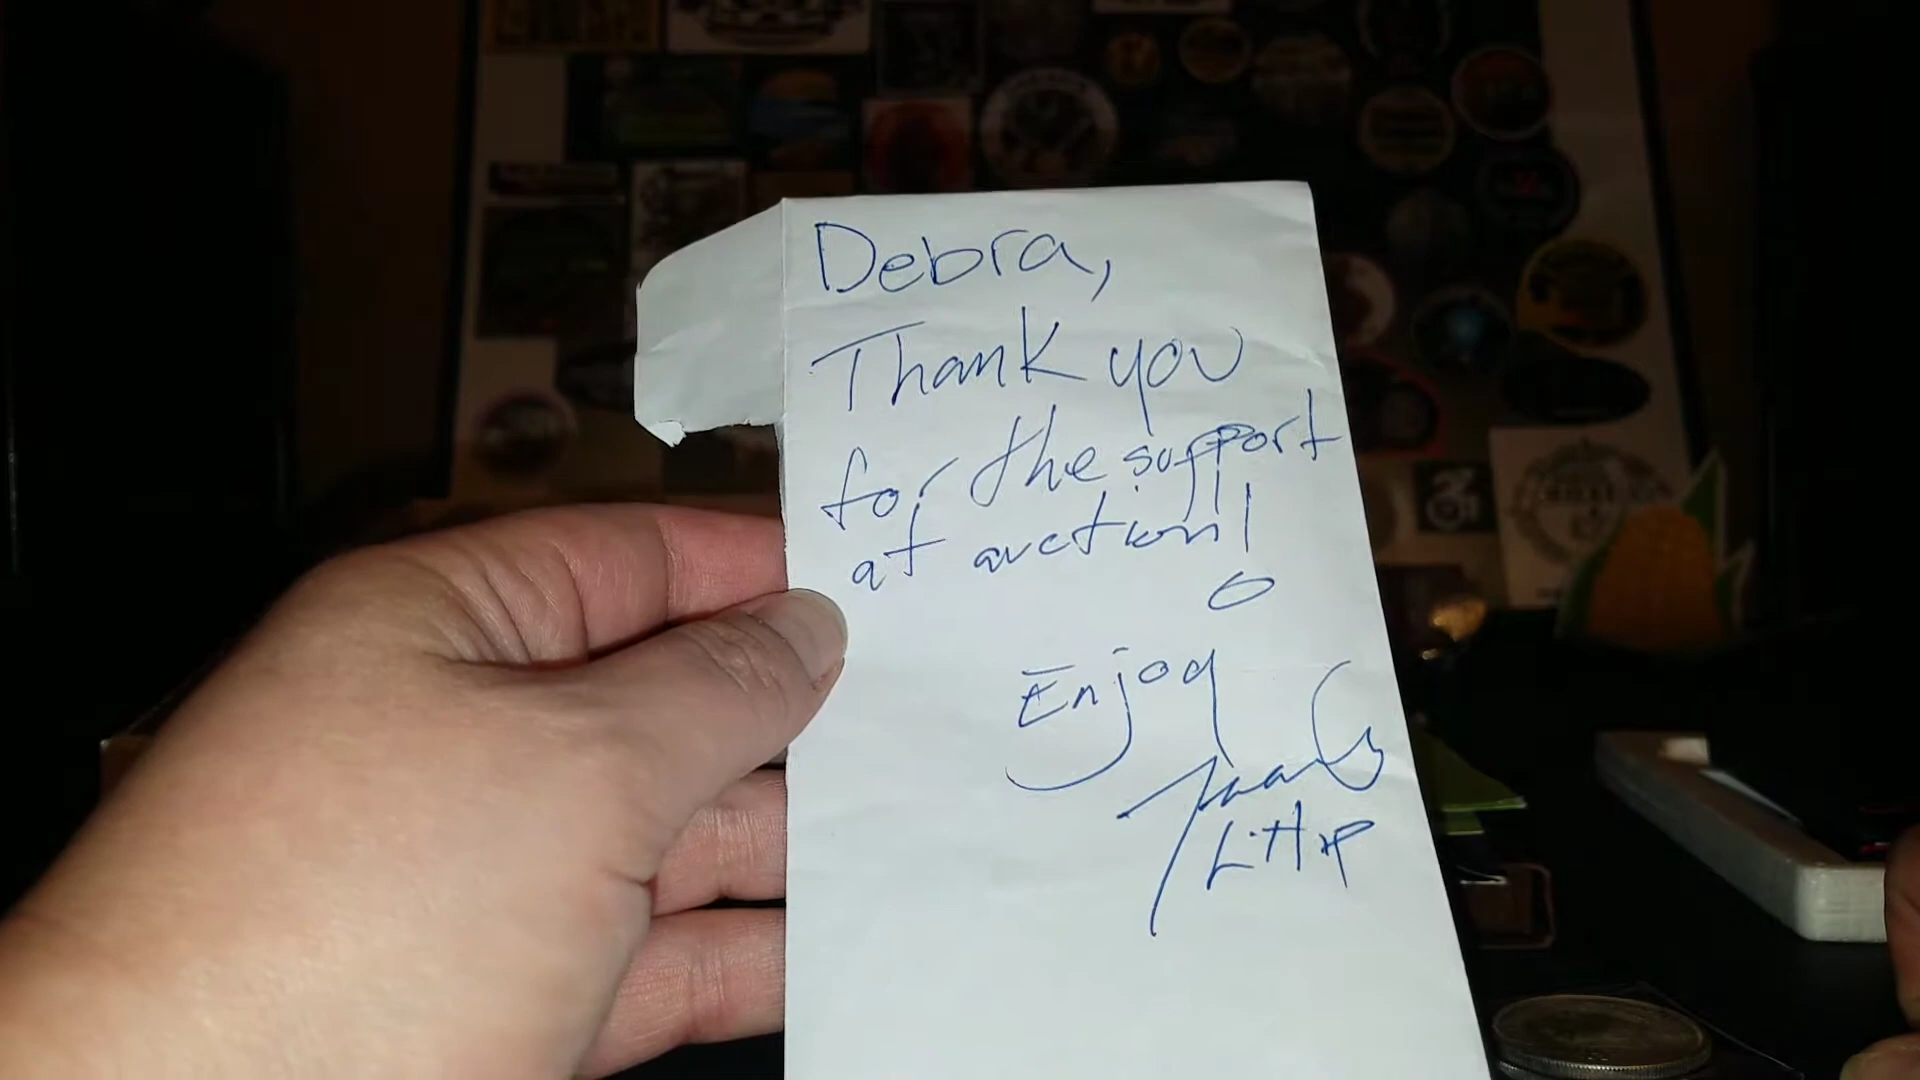 Debra,
Thank you
for the support
at auction!
Enjoy